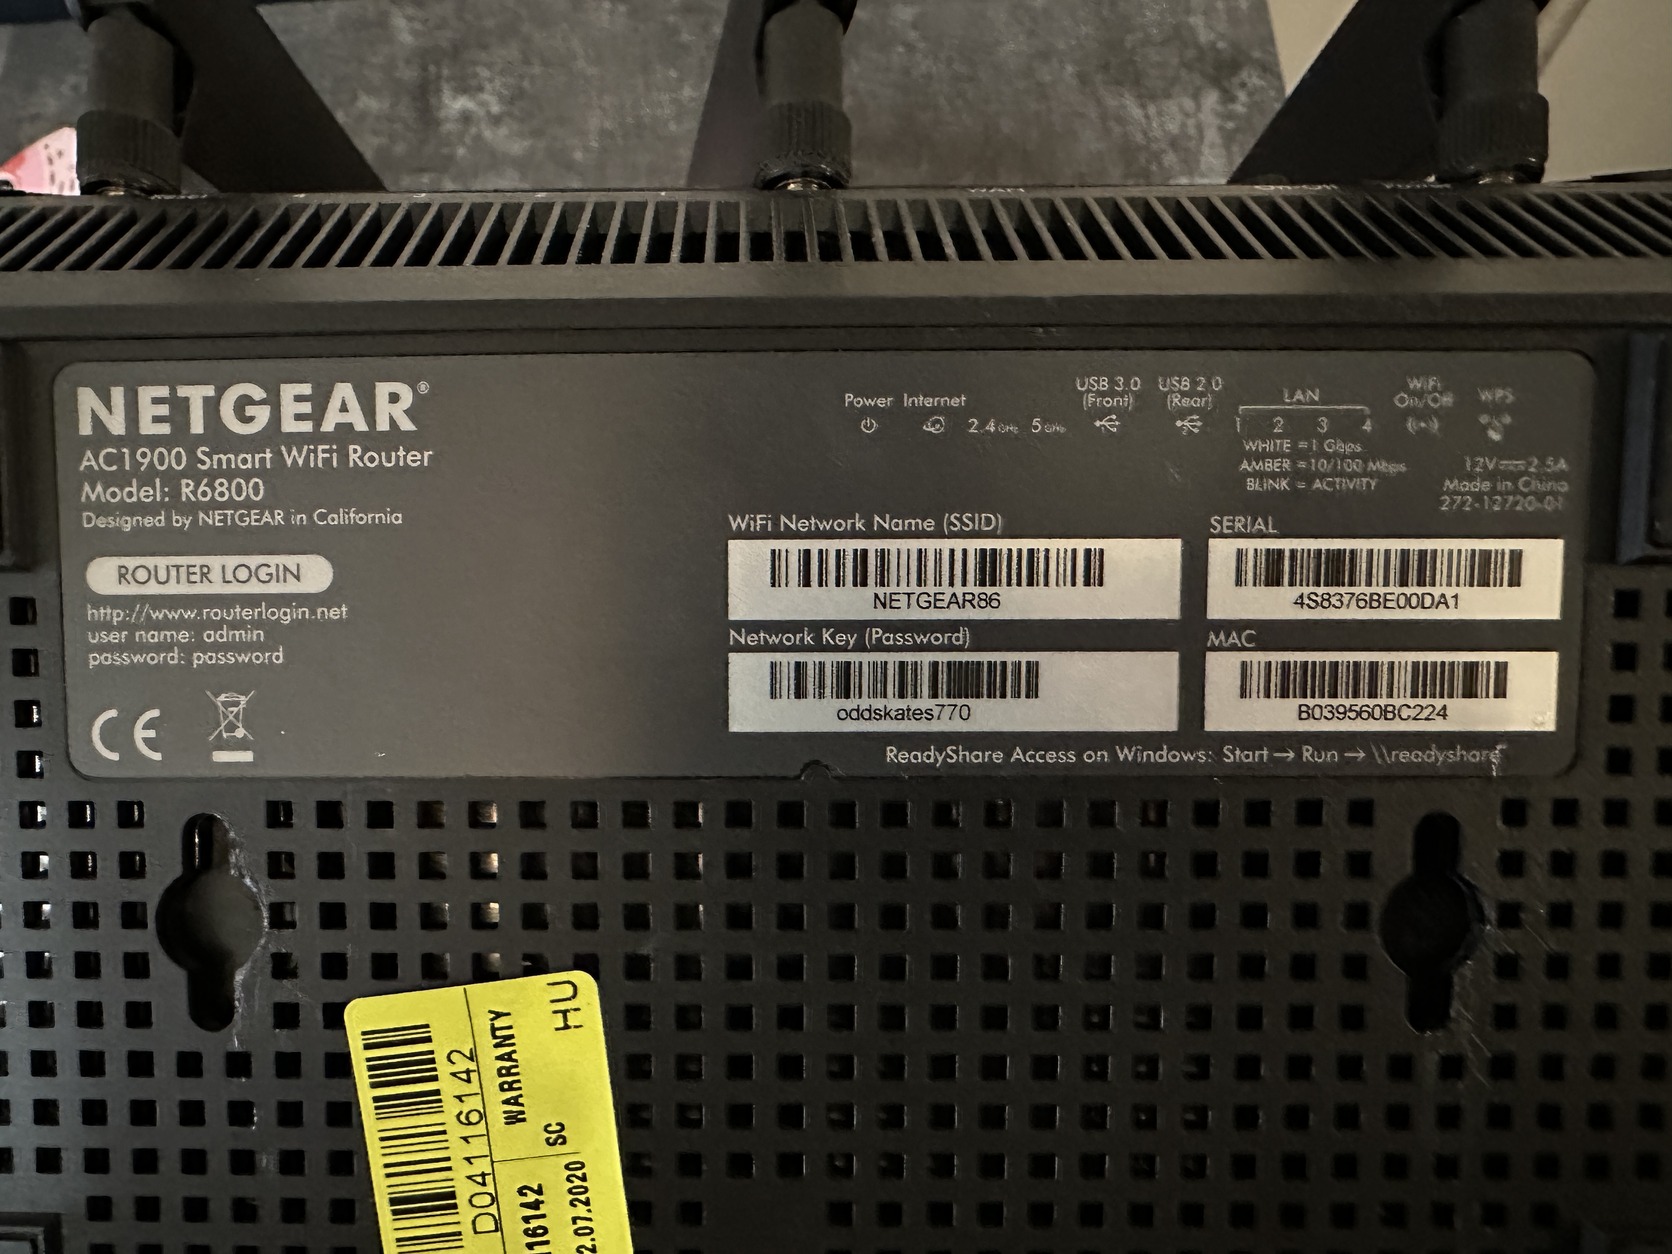 WAN
NETGEAR®
AC1900 Smart WiFi Router
Model: R6800
Designed by NETGEAR in California
ROUTER LOGIN
http://www.routerlogin.net
user name: admin
password: password
CE
Power Internet
2.4GHz 5GHz
USB 3.0
(Front)
USB 2.0
(Rear)
LAN
1 2 3 4
WHITE = 1 Gbps
AMBER = 10/100 Mbps
BLINK = ACTIVITY
WiFi
On/Off
WPS
12V 2.5A
Made in China
272-12720-01
WiFi Network Name (SSID)
NETGEAR86
SERIAL
4S8376BE00DA1
Network Key (Password)
oddskates770
MAC
B039560BC224
ReadyShare Access on Windows: Start → Run → \\readyshare
D04116142
WARRANTY
HU
16142
SC
2.07.2020